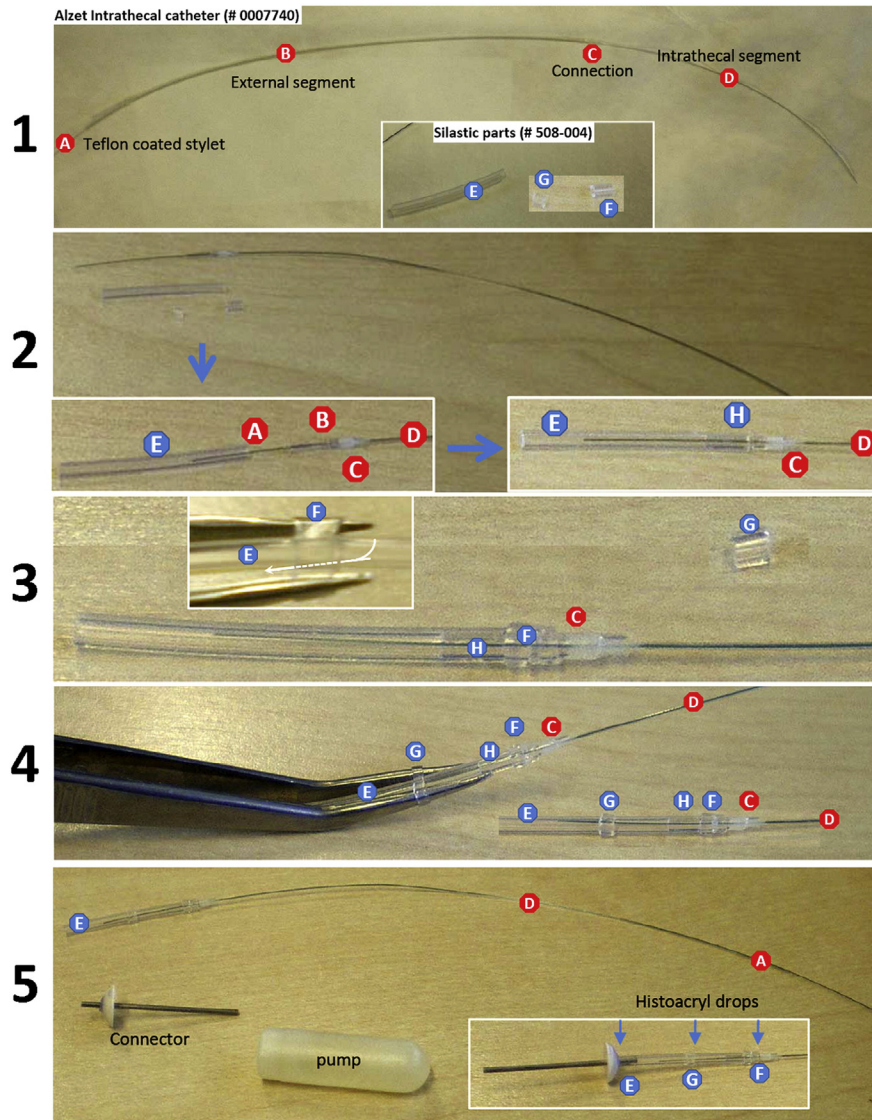 Alzet Intrathecal catheter (# 0007740)
B
C
Intrathecal segment
External segment
Connection
D
1
A Teflon coated stylet
Silastic parts (# 508-004)
G
E
F
2
E A B D
C
H
E
D
C
3
F
E
G
C
F
H
4
D
F C
G H
E
G H F C
E D
5
E
D
A
Histoacryl drops
Connector
pump
E G F